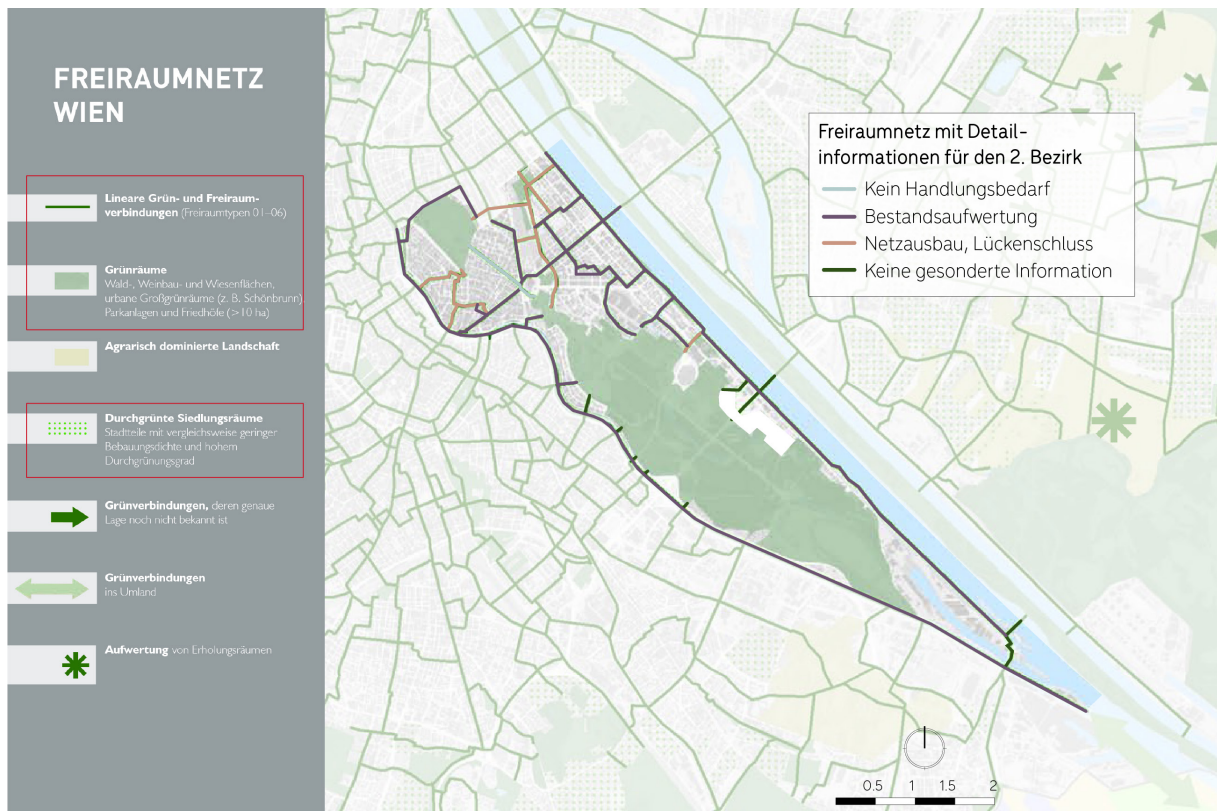 FREIRAUMNETZ
WIEN
Lineare Grün- und Freiraum-
verbindungen (Freiraumtypen 01–06)
Grünräume
Wald-, Weinbau- und Wiesenflächen,
urbane Großgrünräume (z. B. Schönbrunn),
Parkanlagen und Friedhöfe (>10 ha)
Agrarisch dominierte Landschaft
Durchgrünte Siedlungsräume
Stadtteile mit vergleichsweise geringer
Bebauungsdichte und hohem
Durchgrünungsgrad
Grünverbindungen, deren genaue
Lage noch nicht bekannt ist
Grünverbindungen
ins Umland
Aufwertung von Erholungsräumen
Freiraumnetz mit Detail-
informationen für den 2. Bezirk
Kein Handlungsbedarf
Bestandsaufwertung
Netzausbau, Lückenschluss
Keine gesonderte Information
0.5 1 1.5 2